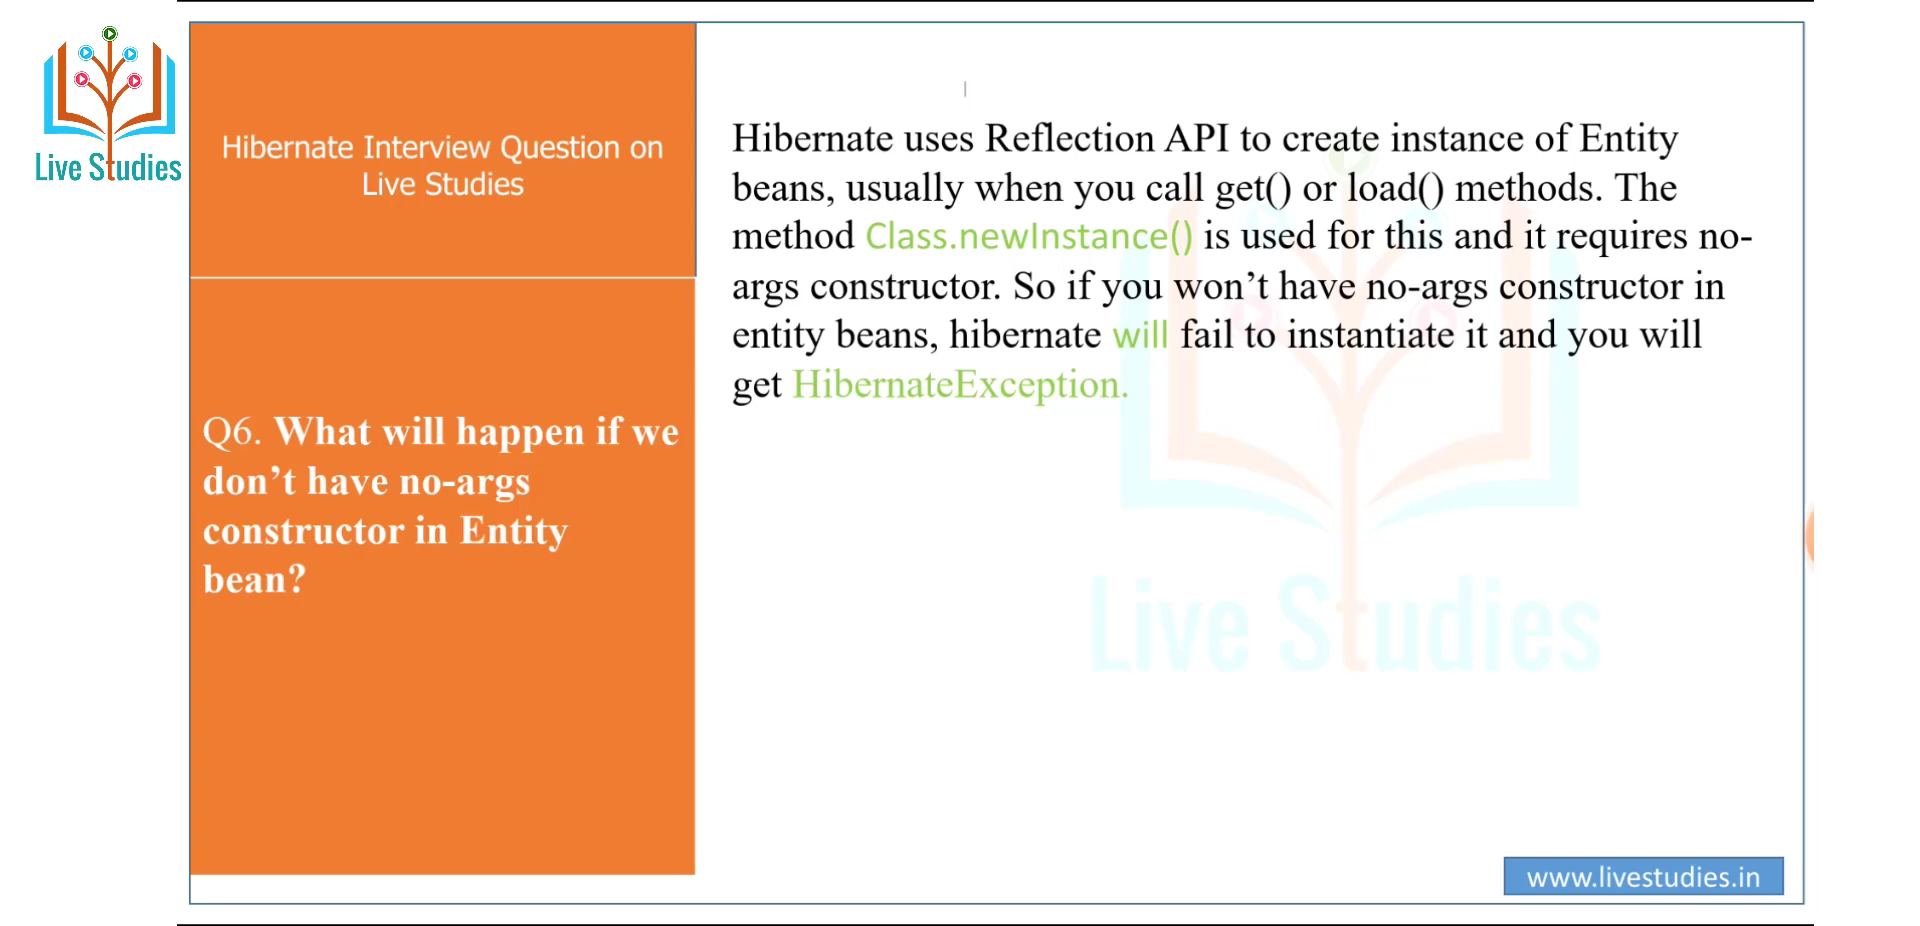 Live Studies
Hibernate Interview Question on
Live Studies
Q6. What will happen if we
don’t have no-args
constructor in Entity
bean?
Hibernate uses Reflection API to create instance of Entity
beans, usually when you call get() or load() methods. The
method Class.newInstance() is used for this and it requires no-
args constructor. So if you won’t have no-args constructor in
entity beans, hibernate will fail to instantiate it and you will
get HibernateException.
Live Studies
www.livestudies.in